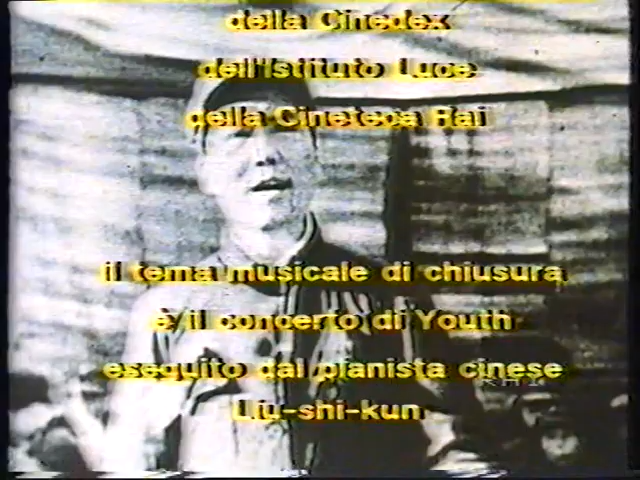 della Cinedex
dell'Istituto Luce
della Cineteca Rai
il tema musicale di chiusura
è il concerto di Youth
eseguito dal pianista cinese
Liu-shi-kun